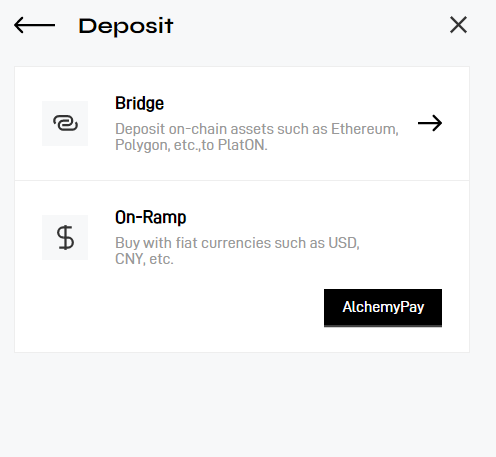 Deposit
Bridge
Deposit on-chain assets such as Ethereum,
Polygon, etc.,to PlatON.
On-Ramp
Buy with fiat currencies such as USD,
CNY, etc.
AlchemyPay